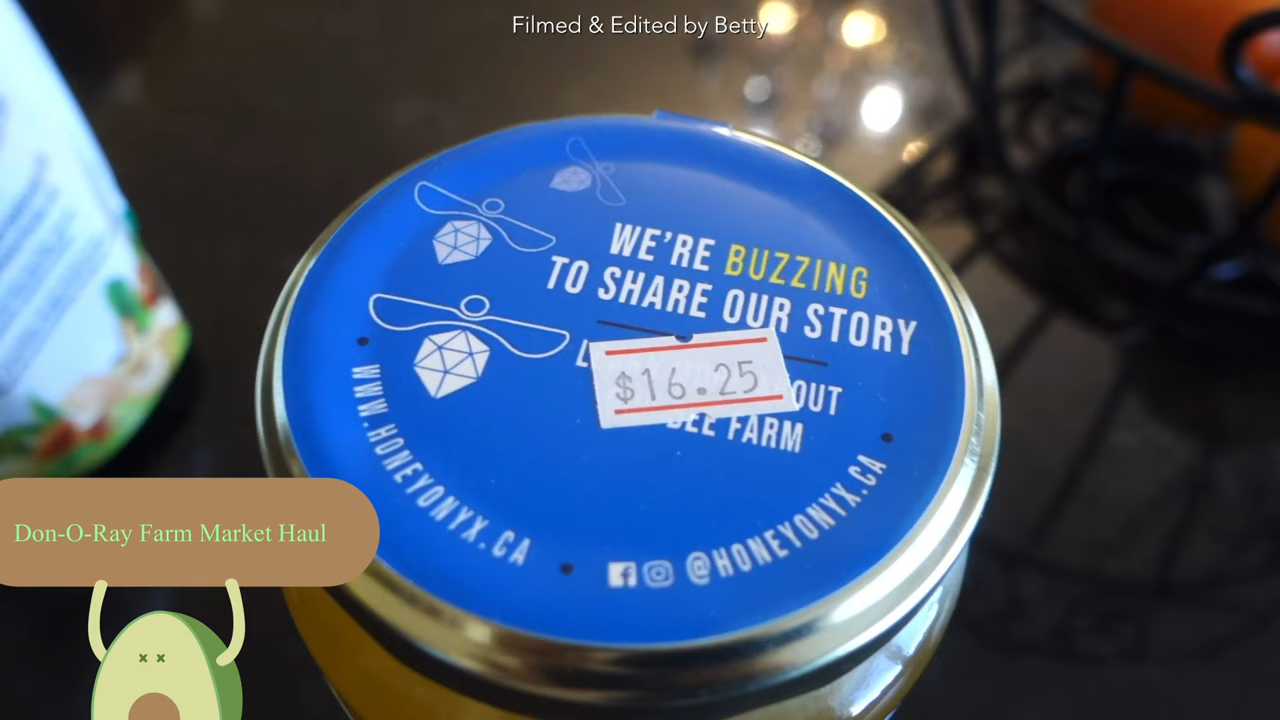 Filmed & Edited by Betty
WE'RE BUZZING
TO SHARE OUR STORY
$16.25
OUT
BEE FARM
WWW.HONEYONYX.CA
@HONEYONYX.CA
Don-O-Ray Farm Market Haul